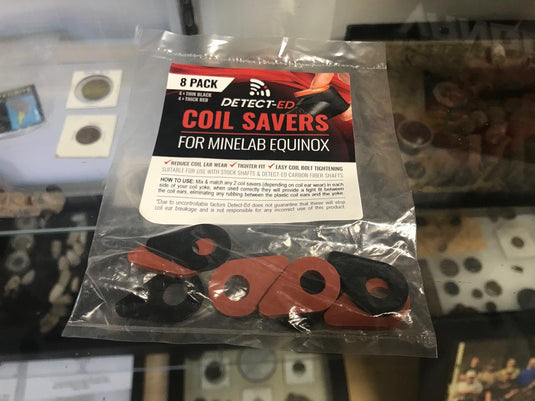 8 PACK
4 × THIN BLACK
4 × THICK RED
DETECT-ED
COIL SAVERS
FOR MINELAB EQUINOX
✓ REDUCE COIL EAR WEAR ✓ TIGHTER FIT ✓ EASY COIL BOLT TIGHTENING
SUITABLE FOR USE WITH STOCK SHAFTS & DETECT-ED CARBON FIBER SHAFTS
HOW TO USE: Mix & match any 2 coil savers (depending on coil ear wear) in each
side of your coil yoke, when used correctly they will provide a tight fit between
the coil ears, eliminating any rubbing between the plastic coil ears and the yoke.
*Due to uncontrollable factors Detect-Ed does not guarantee that these will stop
coil ear breakage and is not responsible for any incorrect use of this product.